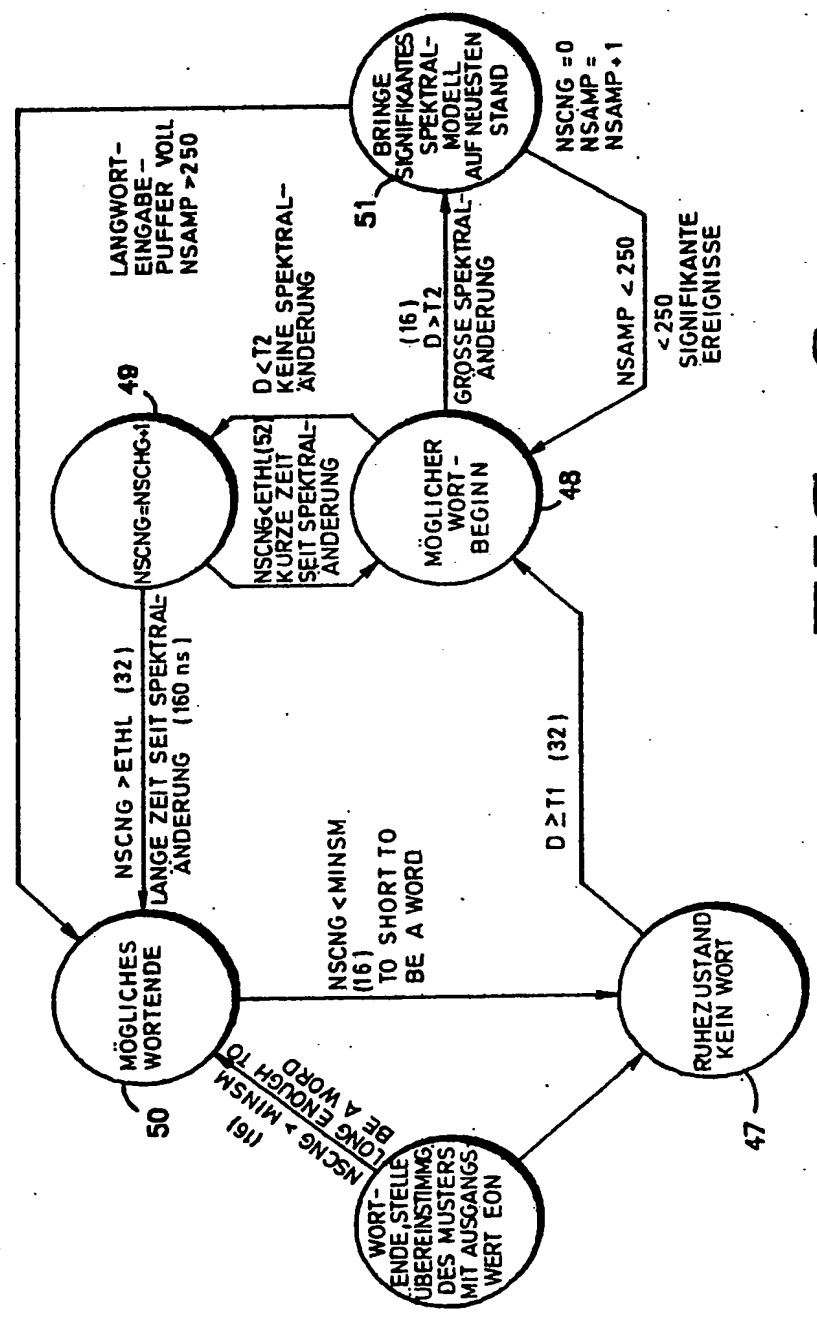 LANGWORT-
EINGABE-
PUFFER VOLL
NSAMP >250
51
BRINGE
SIGNIFIKANTES
SPEKTRAL-
MODELL
AUF NEUESTEN
STAND
NSCNG =0
NSAMP =
NSAMP+1
49
NSCNG=NSCHG+1
D<T2
KEINE SPEKTRAL-
ÄNDERUNG
(16)
D>T2
GRÖSSE SPEKTRAL-
ÄNDERUNG
NSAMP < 250
<250
SIGNIFIKANTE
EREIGNISSE
NSCNG<ETHL(52)
KURZE ZEIT
SEIT SPEKTRAL-
ÄNDERUNG
MÖGLICHER
WORT-
BEGINN
48
NSCNG >ETHL (32)
LANGE ZEIT SEIT SPEKTRAL-
ÄNDERUNG (160 ns)
D≥T1 (32)
MÖGLICHES
WORTENDE
50
NSCNG <MINSM
(16)
TO SHORT TO
BE A WORD
RUHEZUSTAND
KEIN WORT
47
(16)
NSCNG > MINSM
LONG ENOUGH TO
BE A WORD
WORT-
ENDE, STELLE
ÜBEREINSTIMMG
DES MUSTERS
MIT AUSGANGS
WERT EON